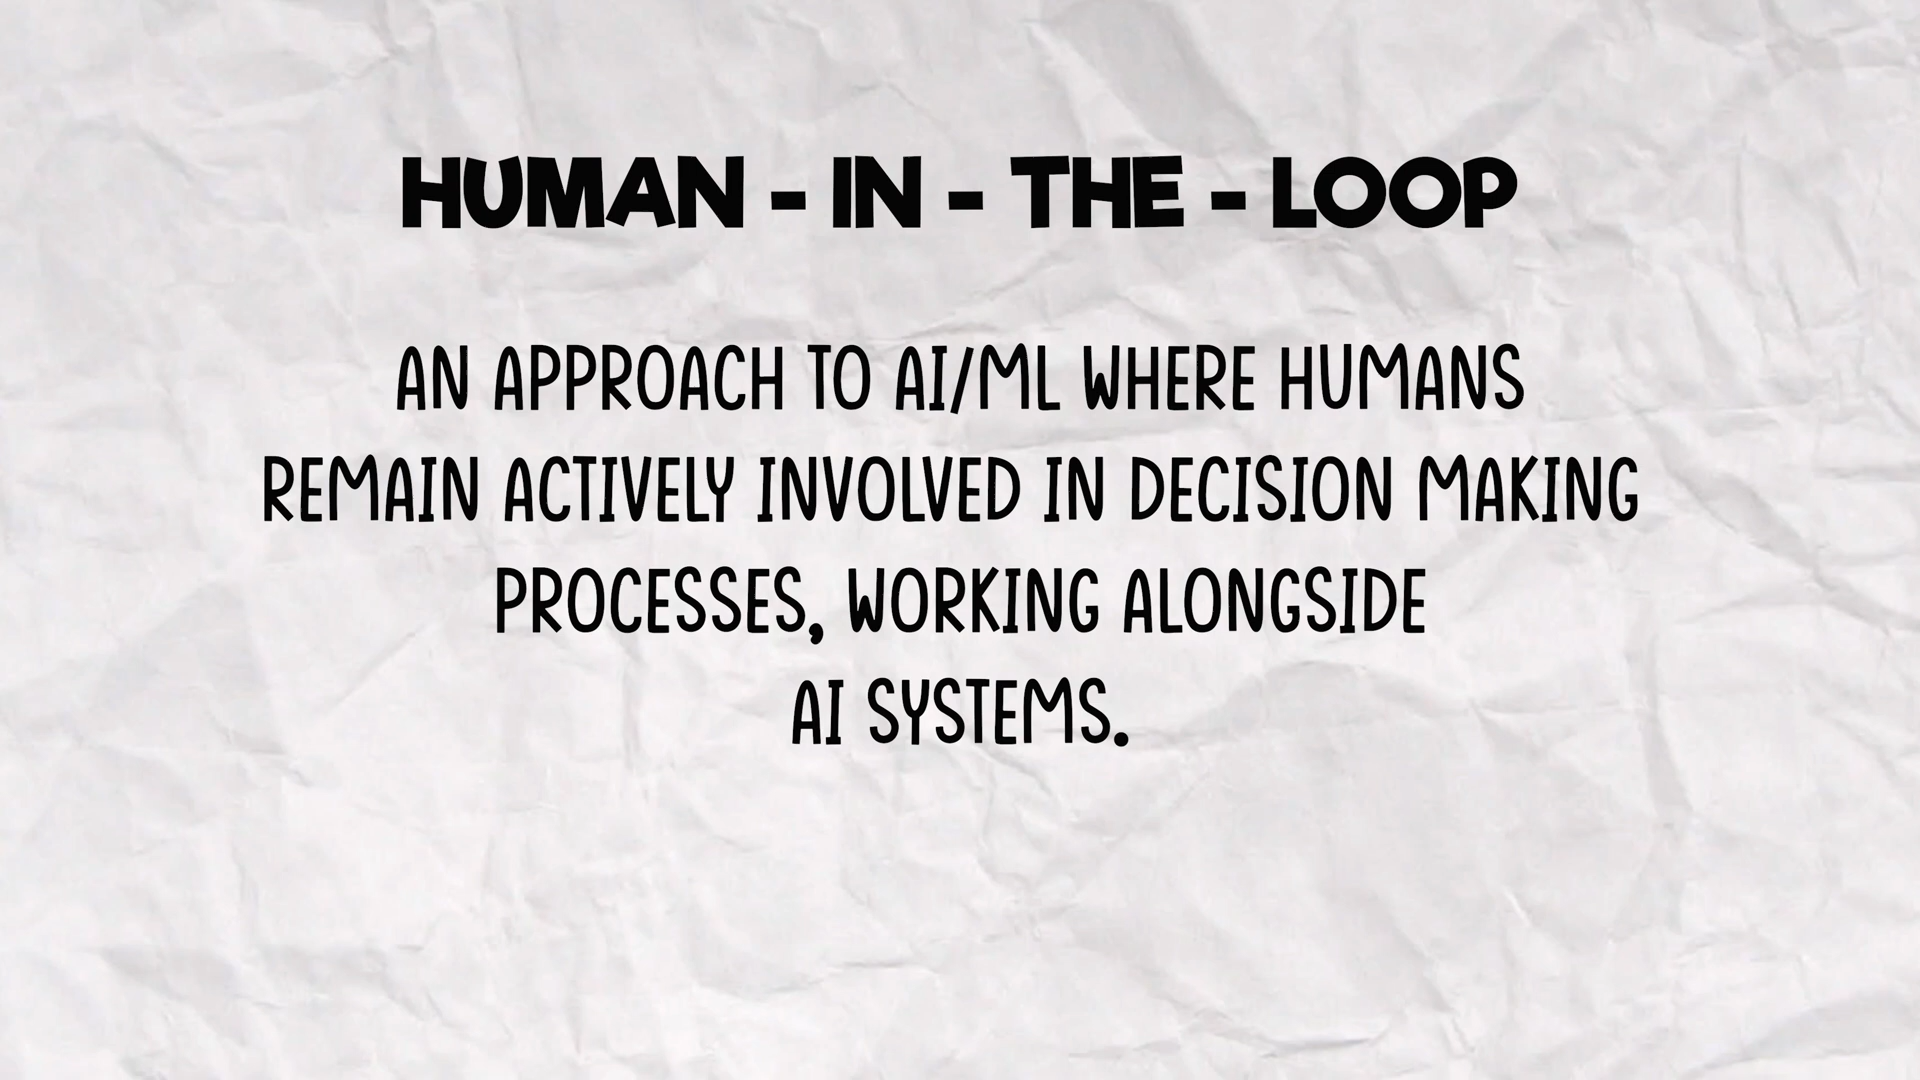 HUMAN - IN - THE - LOOP
AN APPROACH TO AI/ML WHERE HUMANS
REMAIN ACTIVELY INVOLVED IN DECISION MAKING
PROCESSES, WORKING ALONGSIDE
AI SYSTEMS.